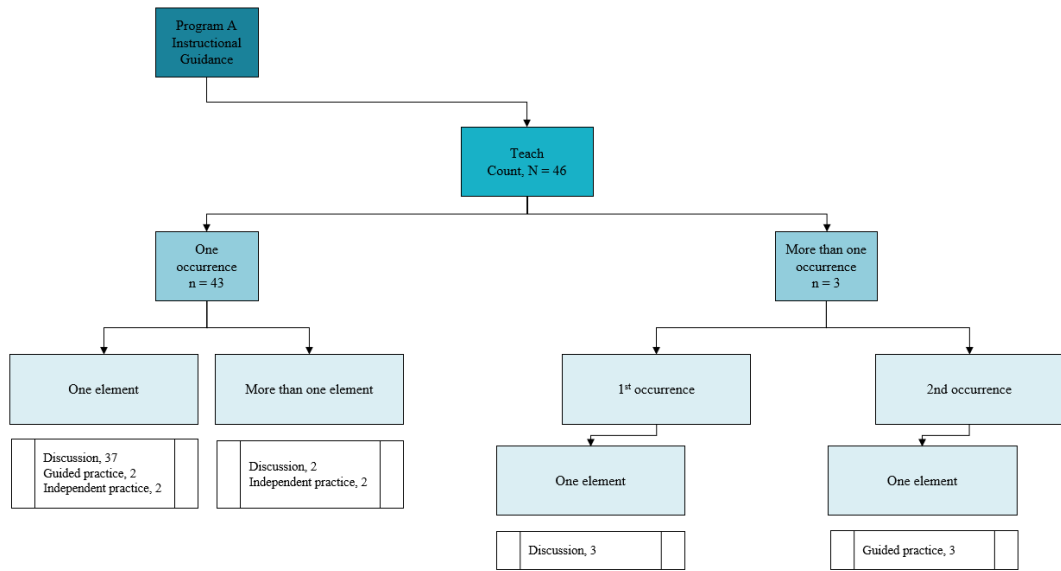 Program A
Instructional
Guidance
Teach
Count, N = 46
One
occurrence
n = 43
More than one
occurrence
n = 3
One element
More than one element
1st occurrence
2nd occurrence
Discussion, 37
Guided practice, 2
Independent practice, 2
Discussion, 2
Independent practice, 2
One element
One element
Discussion, 3
Guided practice, 3